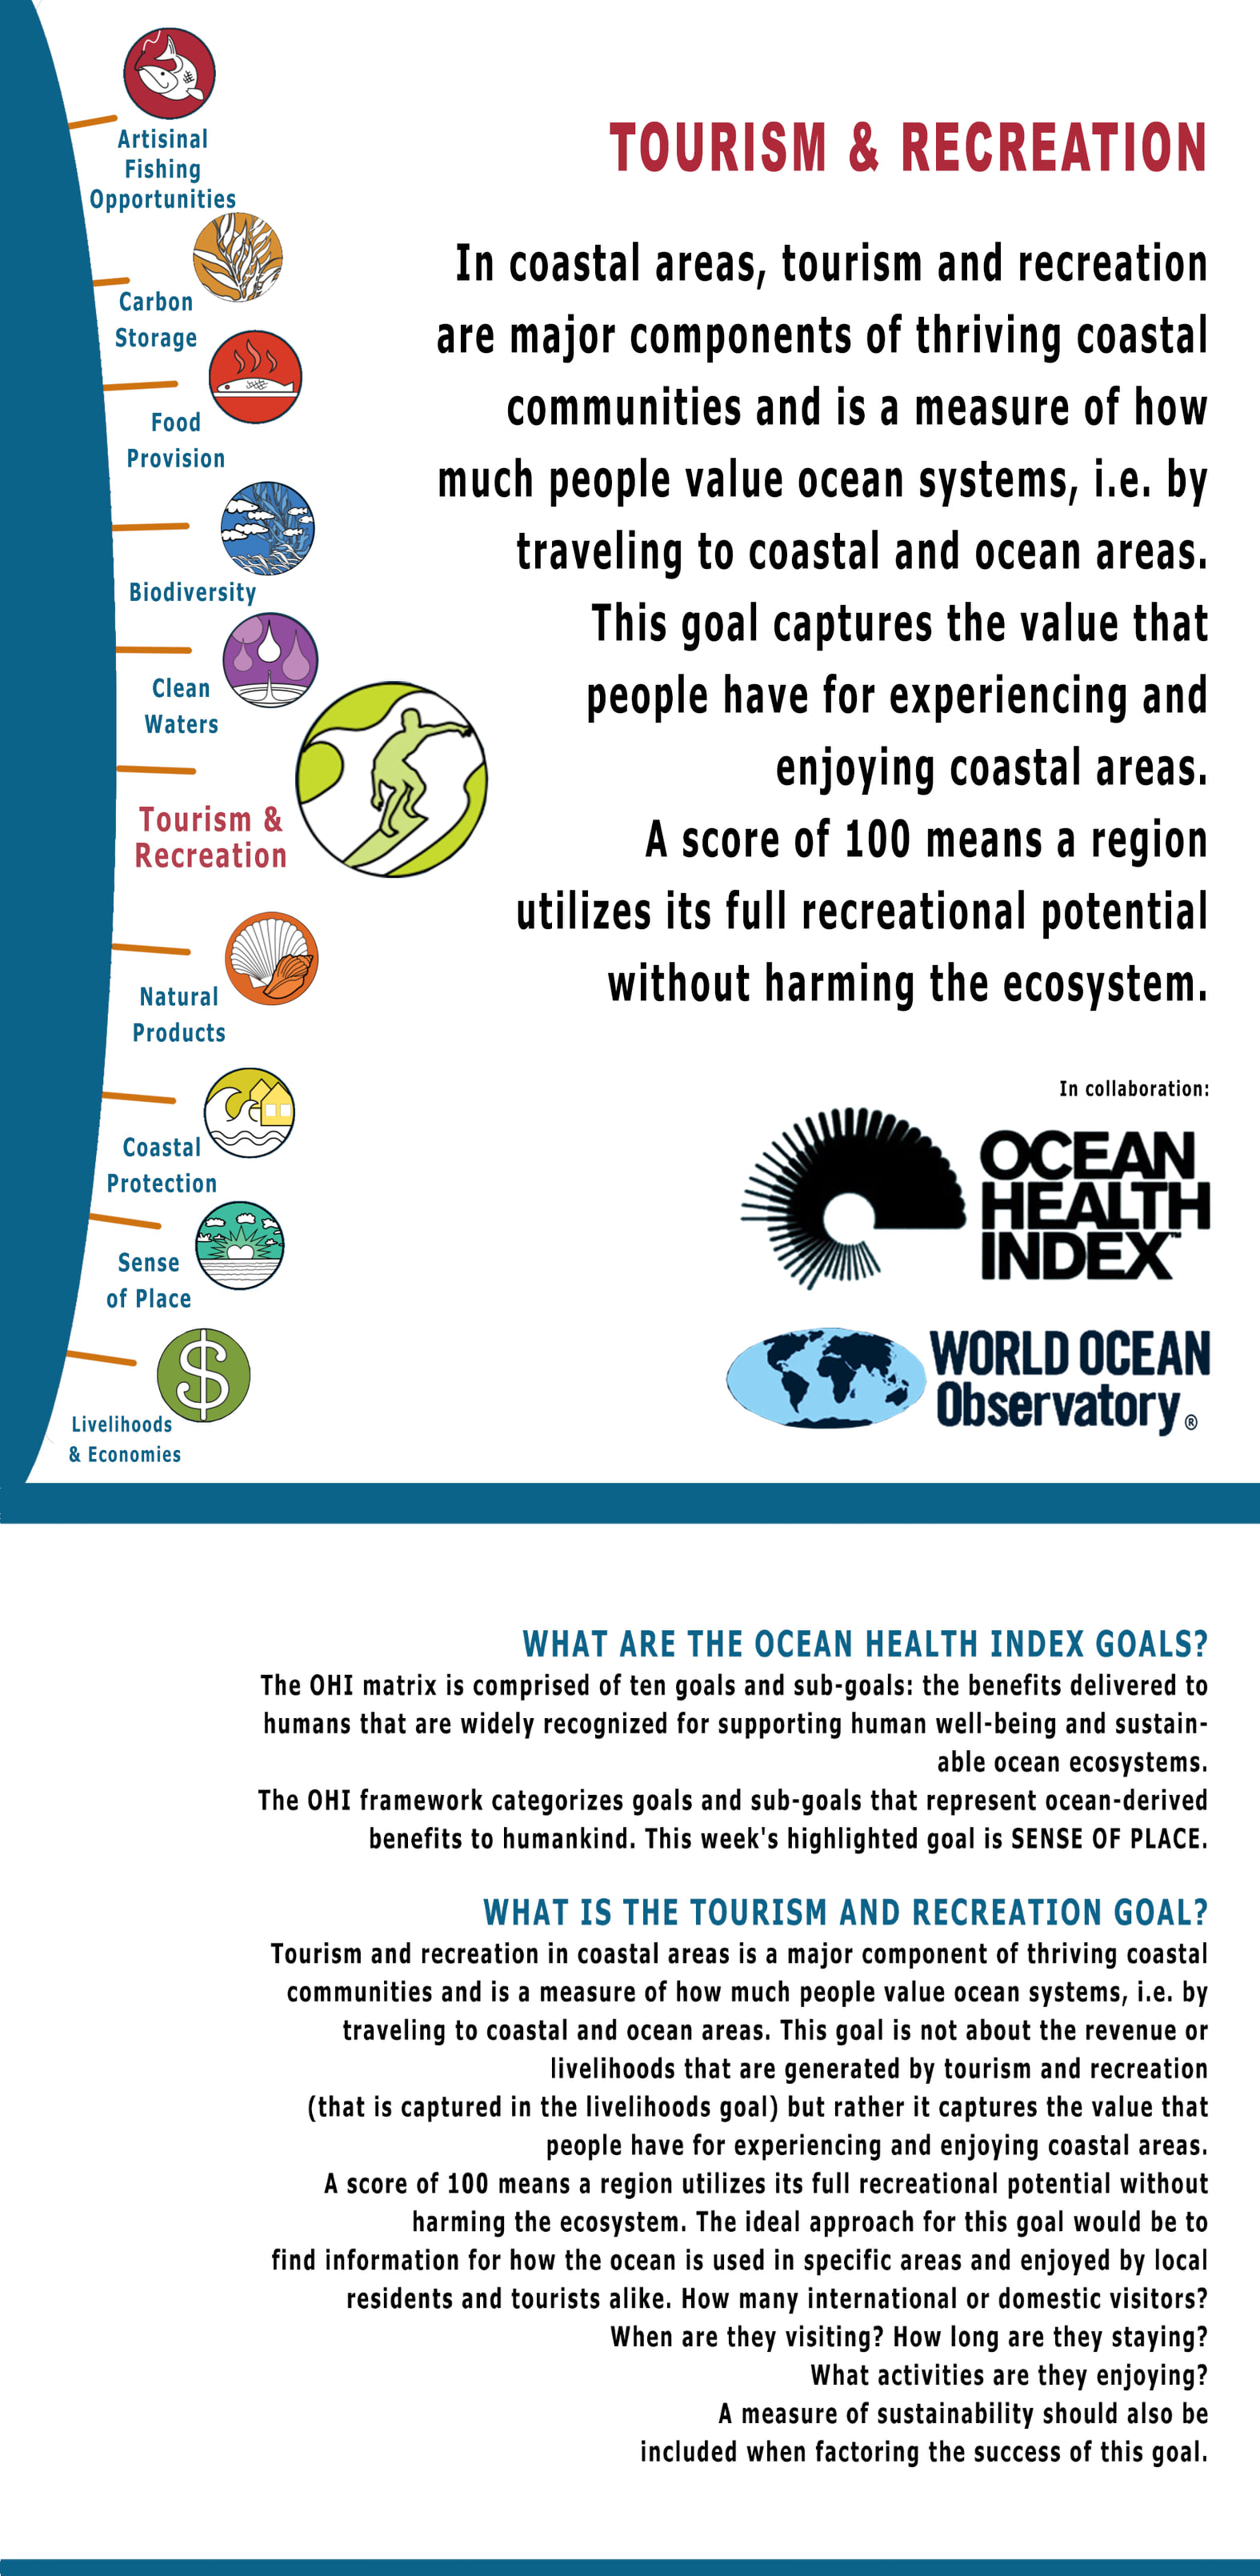 Artisinal
Fishing
Opportunities
Carbon
Storage
Food
Provision
Biodiversity
Clean
Waters
Tourism &
Recreation
Natural
Products
Coastal
Protection
Sense
of Place
$
Livelihoods
& Economies
TOURISM & RECREATION
In coastal areas, tourism and recreation
are major components of thriving coastal
communities and is a measure of how
much people value ocean systems, i.e. by
traveling to coastal and ocean areas.
This goal captures the value that
people have for experiencing and
enjoying coastal areas.
A score of 100 means a region
utilizes its full recreational potential
without harming the ecosystem.
In collaboration:
OCEAN
HEALTH
INDEX™
WORLD OCEAN
Observatory®
WHAT ARE THE OCEAN HEALTH INDEX GOALS?
The OHI matrix is comprised of ten goals and sub-goals: the benefits delivered to
humans that are widely recognized for supporting human well-being and sustain-
able ocean ecosystems.
The OHI framework categorizes goals and sub-goals that represent ocean-derived
benefits to humankind. This week's highlighted goal is SENSE OF PLACE.
WHAT IS THE TOURISM AND RECREATION GOAL?
Tourism and recreation in coastal areas is a major component of thriving coastal
communities and is a measure of how much people value ocean systems, i.e. by
traveling to coastal and ocean areas. This goal is not about the revenue or
livelihoods that are generated by tourism and recreation
(that is captured in the livelihoods goal) but rather it captures the value that
people have for experiencing and enjoying coastal areas.
A score of 100 means a region utilizes its full recreational potential without
harming the ecosystem. The ideal approach for this goal would be to
find information for how the ocean is used in specific areas and enjoyed by local
residents and tourists alike. How many international or domestic visitors?
When are they visiting? How long are they staying?
What activities are they enjoying?
A measure of sustainability should also be
included when factoring the success of this goal.